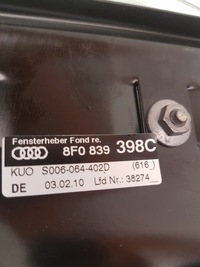 Fensterheber Fond re.
8F0 839 398C
KUO S006-064-402D (616)
DE 03.02.10 Lfd Nr.: 38274